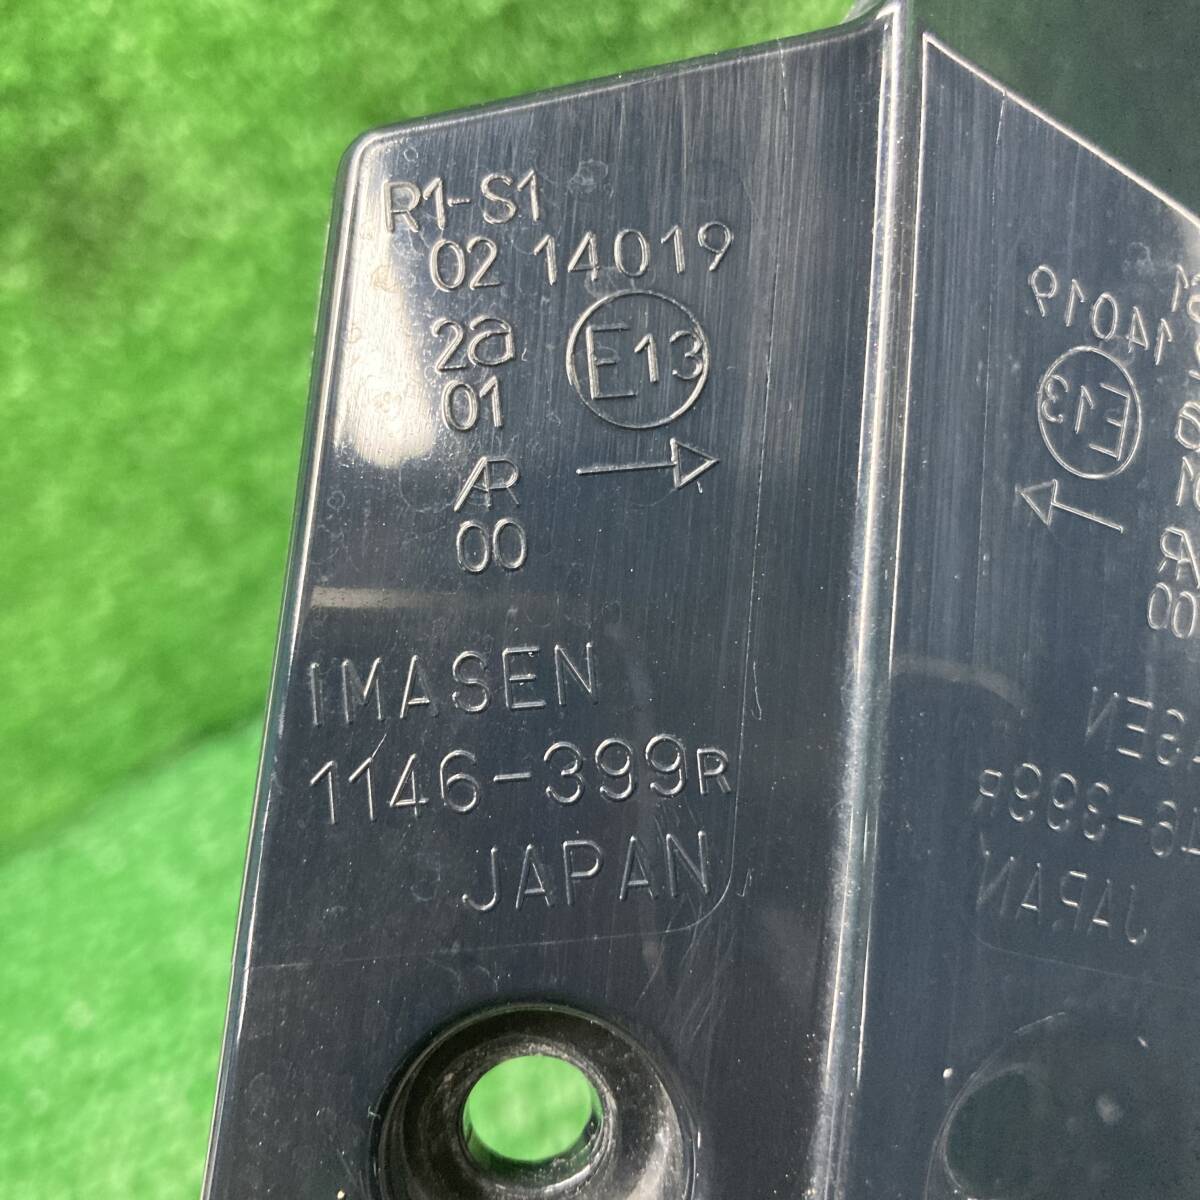 R1-S1
02 14019
2a
01
E13
AR
00
IMASEN
1146-399R
JAPAN